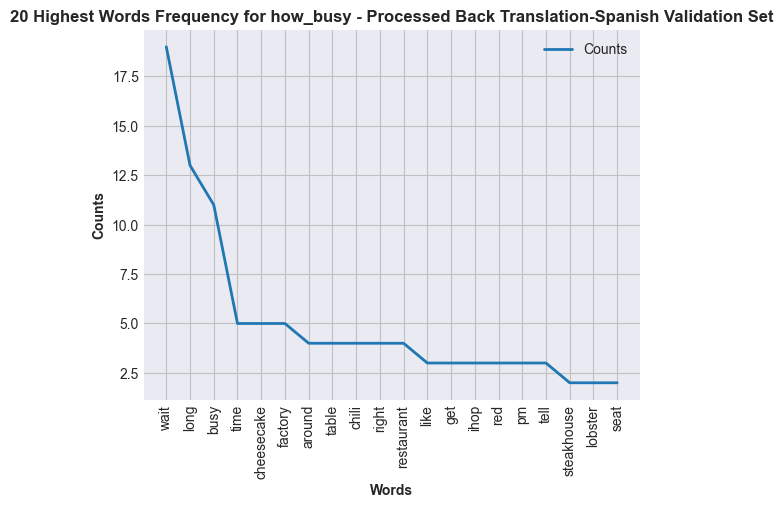 20 Highest Words Frequency for how_busy - Processed Back Translation-Spanish Validation Set
Counts
17.5
15.0
12.5
10.0
7.5
5.0
2.5
Counts
wait
long
busy
time
cheesecake
factory
around
table
chili
right
restaurant
like
get
ihop
red
pm
tell
steakhouse
lobster
seat
Words